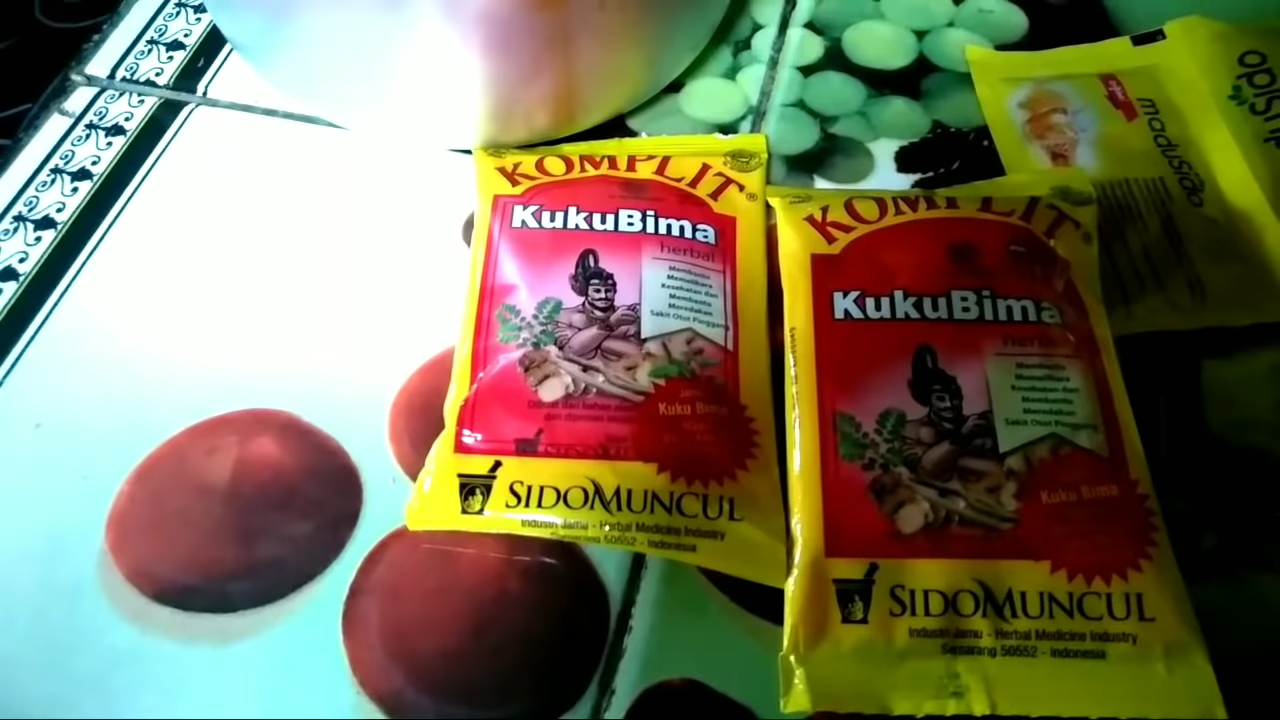 KOMPLIT®
KukuBima
herbal
Membantu
Memelihara
Kesehatan dan
Membantu
Meredakan
Sakit Otot Pinggang
Kuku Bima
SIDOMUNCUL
Industri Jamu - Herbal Medicine Industry
Semarang 50552 - Indonesia
KOMPLIT
KukuBima
Membantu
Memelihara
Kesehatan dan
Membantu
Meredakan
Sakit Otot Pinggang
Kuku Bima
SIDOMUNCUL
Industri Jamu - Herbal Medicine Industry
Semarang 50552 - Indonesia
maduSido